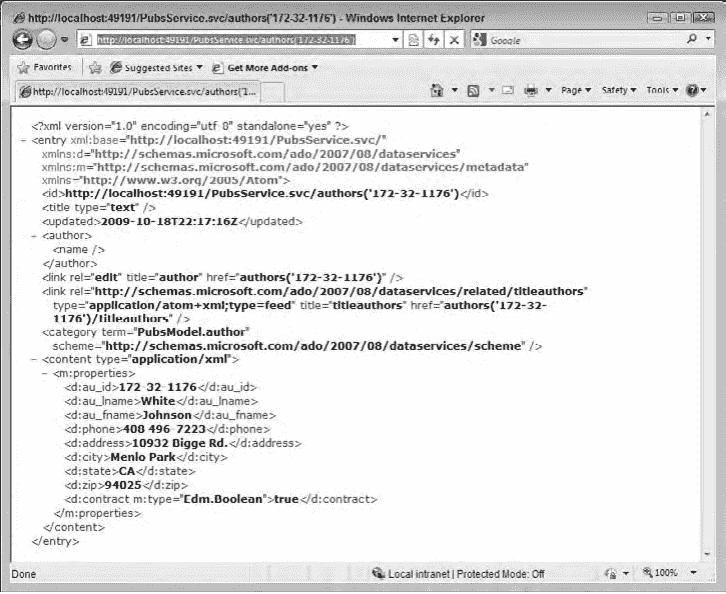 http://localhost:49191/PubsService.svc/authors('172-32-1176') - Windows Internet Explorer
http://localhost:49191/PubsService.svc/authors('172-32-1176')
Google
Favorites Suggested Sites Get More Add-ons
http://localhost:49191/PubsService.svc/authors('1... Page Safety Tools
<?xml version="1.0" encoding="utf-8" standalone="yes" ?>
- <entry xml:base="http://localhost:49191/PubsService.svc/"
xmlns:d="http://schemas.microsoft.com/ado/2007/08/dataservices"
xmlns:m="http://schemas.microsoft.com/ado/2007/08/dataservices/metadata"
xmlns="http://www.w3.org/2005/Atom">
<id>http://localhost:49191/PubsService.svc/authors('172-32-1176')</id>
<title type="text" />
<updated>2009-10-18T22:17:16Z</updated>
- <author>
<name />
</author>
<link rel="edit" title="author" href="authors('172-32-1176')" />
<link rel="http://schemas.microsoft.com/ado/2007/08/dataservices/related/titleauthors"
type="application/atom+xml;type=feed" title="titleauthors" href="authors('172-32-
1176')/titleauthors" />
<category term="PubsModel.author"
scheme="http://schemas.microsoft.com/ado/2007/08/dataservices/scheme" />
- <content type="application/xml">
- <m:properties>
<d:au_id>172-32-1176</d:au_id>
<d:au_lname>White</d:au_lname>
<d:au_fname>Johnson</d:au_fname>
<d:phone>408 496-7223</d:phone>
<d:address>10932 Bigge Rd.</d:address>
<d:city>Menlo Park</d:city>
<d:state>CA</d:state>
<d:zip>94025</d:zip>
<d:contract m:type="Edm.Boolean">true</d:contract>
</m:properties>
</content>
</entry>
Done Local intranet | Protected Mode: Off 100%